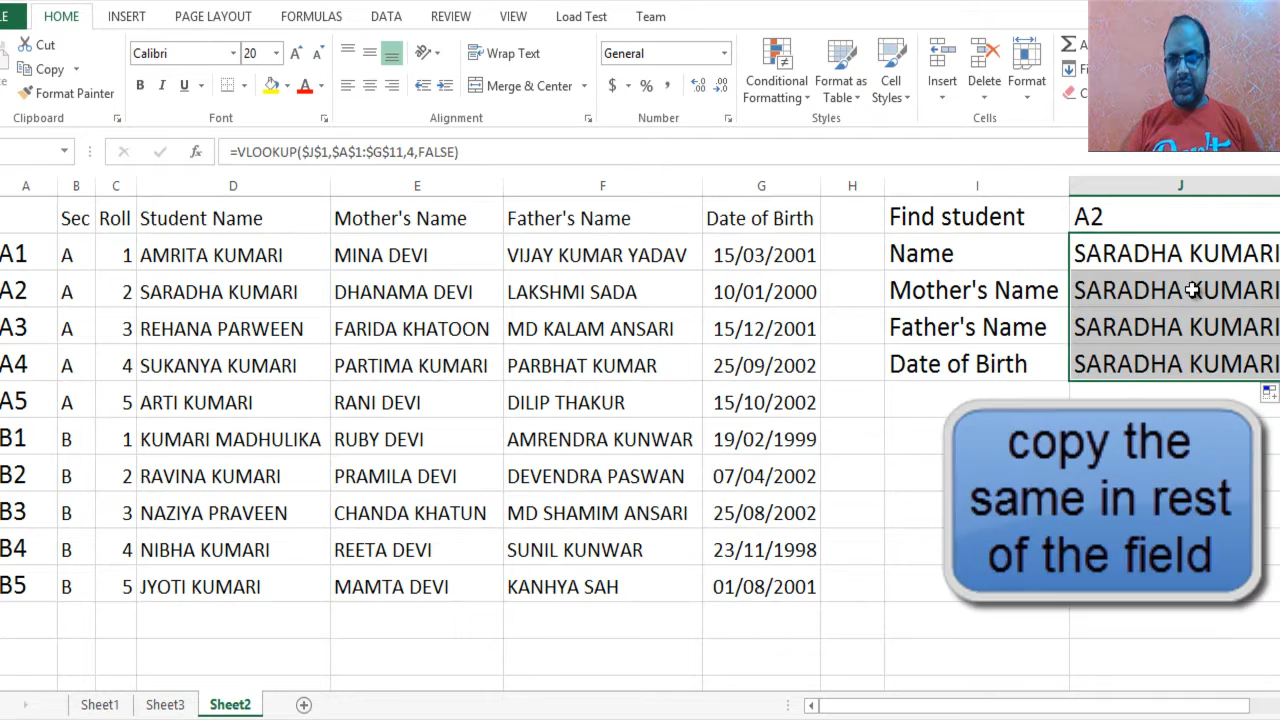 LE HOME INSERT PAGE LAYOUT FORMULAS DATA REVIEW VIEW Load Test Team
Cut Calibri 20 A A Wrap Text General Σ A
Copy Conditional Format as Cell Insert Delete Format Fi
Format Painter B I U A Merge & Center $ % Formatting Table Styles C
Clipboard Font Alignment Number Styles Cells
fx =VLOOKUP($J$1,$A$1:$G$11,4,FALSE)
A B C D E F G H I J
Sec Roll Student Name Mother's Name Father's Name Date of Birth Find student A2
A1 A 1 AMRITA KUMARI MINA DEVI VIJAY KUMAR YADAV 15/03/2001 Name SARADHA KUMARI
A2 A 2 SARADHA KUMARI DHANAMA DEVI LAKSHMI SADA 10/01/2000 Mother's Name SARADHA KUMARI
A3 A 3 REHANA PARWEEN FARIDA KHATOON MD KALAM ANSARI 15/12/2001 Father's Name SARADHA KUMARI
A4 A 4 SUKANYA KUMARI PARTIMA KUMARI PARBHAT KUMAR 25/09/2002 Date of Birth SARADHA KUMARI
A5 A 5 ARTI KUMARI RANI DEVI DILIP THAKUR 15/10/2002
B1 B 1 KUMARI MADHULIKA RUBY DEVI AMRENDRA KUNWAR 19/02/1999
B2 B 2 RAVINA KUMARI PRAMILA DEVI DEVENDRA PASWAN 07/04/2002
B3 B 3 NAZIYA PRAVEEN CHANDA KHATUN MD SHAMIM ANSARI 25/08/2002
B4 B 4 NIBHA KUMARI REETA DEVI SUNIL KUNWAR 23/11/1998
B5 B 5 JYOTI KUMARI MAMTA DEVI KANHYA SAH 01/08/2001
copy the
same in rest
of the field
Sheet1 Sheet3 Sheet2